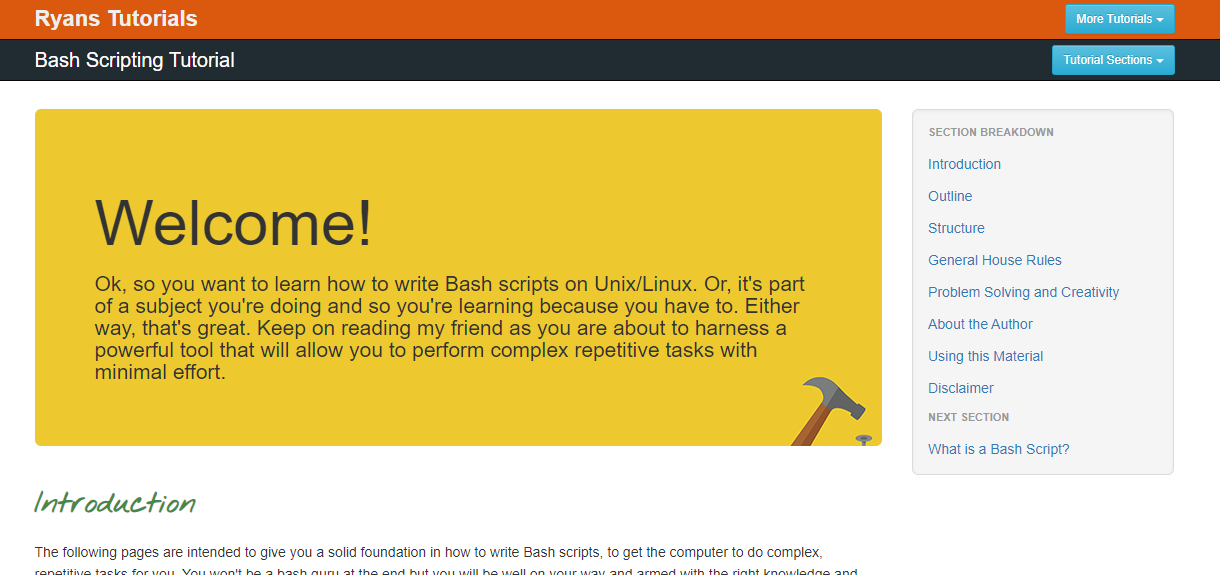 Ryans Tutorials
More Tutorials
Bash Scripting Tutorial
Tutorial Sections
Welcome!
Ok, so you want to learn how to write Bash scripts on Unix/Linux. Or, it's part
of a subject you're doing and so you're learning because you have to. Either
way, that's great. Keep on reading my friend as you are about to harness a
powerful tool that will allow you to perform complex repetitive tasks with
minimal effort.
SECTION BREAKDOWN
Introduction
Outline
Structure
General House Rules
Problem Solving and Creativity
About the Author
Using this Material
Disclaimer
NEXT SECTION
What is a Bash Script?
Introduction
The following pages are intended to give you a solid foundation in how to write Bash scripts, to get the computer to do complex,
repetitive tasks for you. You won't be a bash guru at the end but you will be well on your way and armed with the right knowledge and